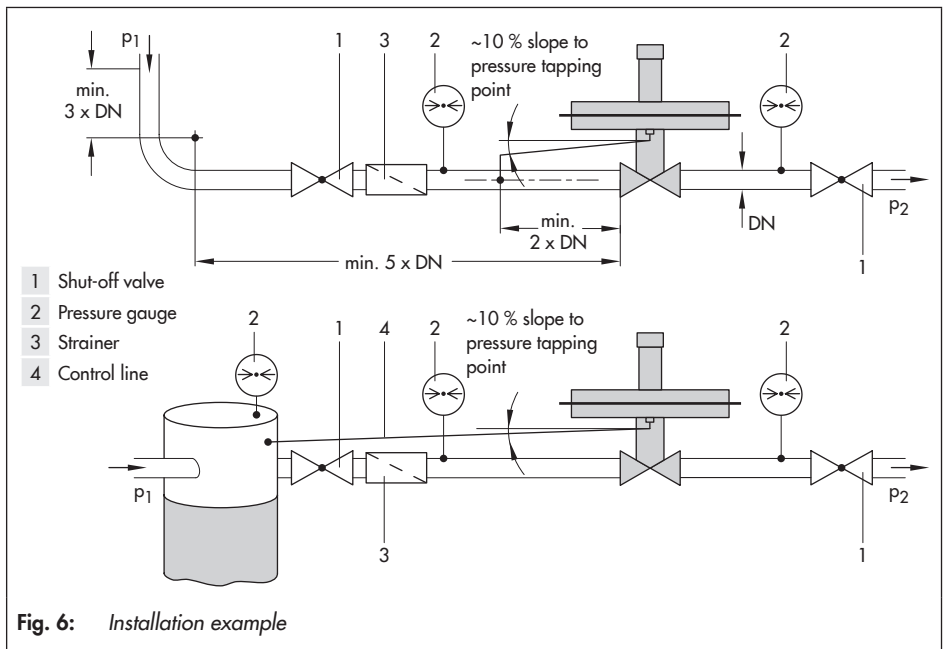 p1
1
3
2
~10 % slope to
pressure tapping
point
2
min.
3 x DN
min.
2 x DN
DN
p2
min. 5 x DN
1
1 Shut-off valve
2 Pressure gauge
3 Strainer
4 Control line
2
1
4
2
~10 % slope to
pressure tapping
point
2
p1
p2
3
1
Fig. 6: Installation example